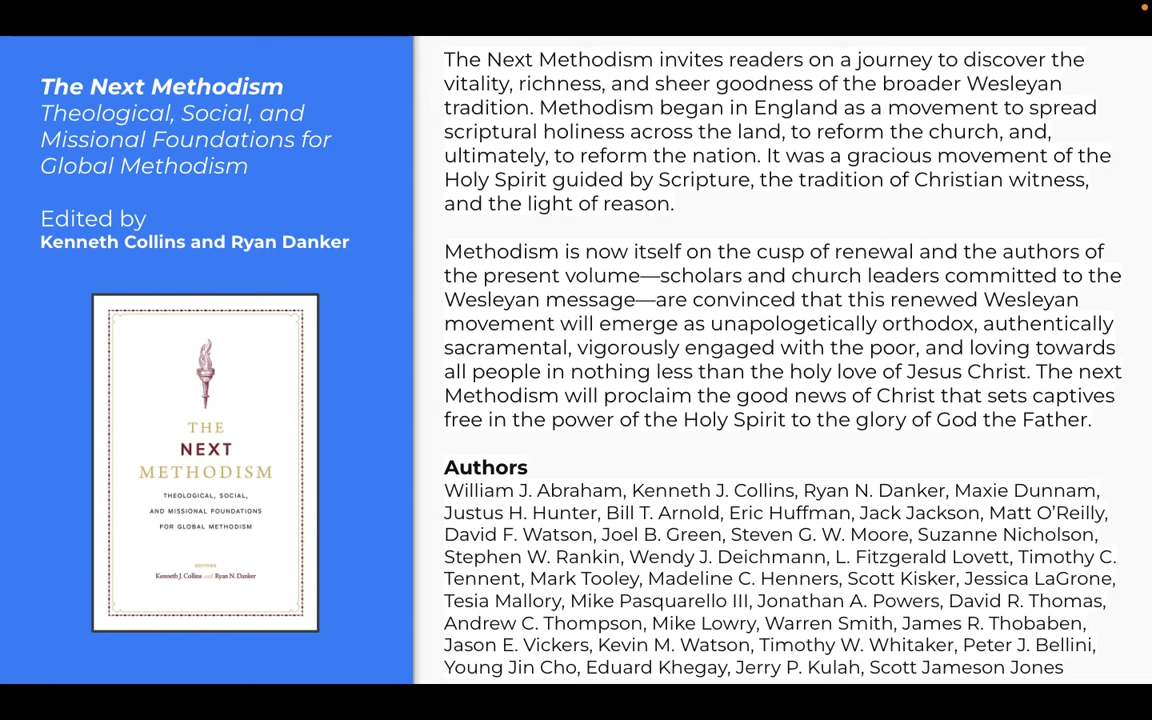 The Next Methodism
Theological, Social, and
Missional Foundations for
Global Methodism
Edited by
Kenneth Collins and Ryan Danker
THE
NEXT
METHODISM
THEOLOGICAL, SOCIAL,
AND MISSIONAL FOUNDATIONS
FOR GLOBAL METHODISM
EDITORS
Kenneth J. Collins and Ryan N. Danker
The Next Methodism invites readers on a journey to discover the
vitality, richness, and sheer goodness of the broader Wesleyan
tradition. Methodism began in England as a movement to spread
scriptural holiness across the land, to reform the church, and,
ultimately, to reform the nation. It was a gracious movement of the
Holy Spirit guided by Scripture, the tradition of Christian witness,
and the light of reason.
Methodism is now itself on the cusp of renewal and the authors of
the present volume—scholars and church leaders committed to the
Wesleyan message—are convinced that this renewed Wesleyan
movement will emerge as unapologetically orthodox, authentically
sacramental, vigorously engaged with the poor, and loving towards
all people in nothing less than the holy love of Jesus Christ. The next
Methodism will proclaim the good news of Christ that sets captives
free in the power of the Holy Spirit to the glory of God the Father.
Authors
William J. Abraham, Kenneth J. Collins, Ryan N. Danker, Maxie Dunnam,
Justus H. Hunter, Bill T. Arnold, Eric Huffman, Jack Jackson, Matt O'Reilly,
David F. Watson, Joel B. Green, Steven G. W. Moore, Suzanne Nicholson,
Stephen W. Rankin, Wendy J. Deichmann, L. Fitzgerald Lovett, Timothy C.
Tennent, Mark Tooley, Madeline C. Henners, Scott Kisker, Jessica LaGrone,
Tesia Mallory, Mike Pasquarello III, Jonathan A. Powers, David R. Thomas,
Andrew C. Thompson, Mike Lowry, Warren Smith, James R. Thobaben,
Jason E. Vickers, Kevin M. Watson, Timothy W. Whitaker, Peter J. Bellini,
Young Jin Cho, Eduard Khegay, Jerry P. Kulah, Scott Jameson Jones